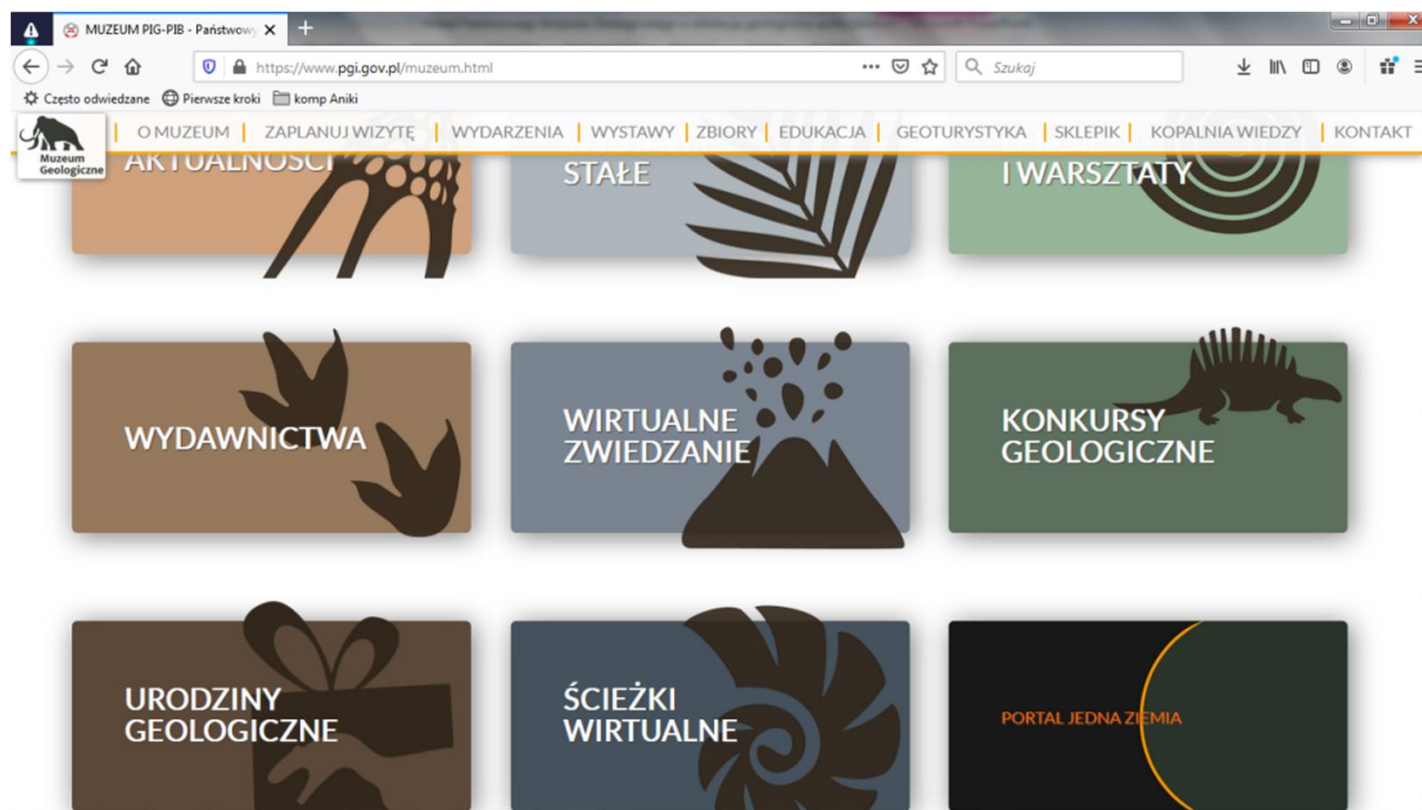 MUZEUM PIG-PIB - Państwowy
https://www.pgi.gov.pl/muzeum.html
Szukaj
Często odwiedzane
Pierwsze kroki
komp Aniki
Muzeum
Geologiczne
O MUZEUM
ZAPLANUJ WIZYTĘ
WYDARZENIA
WYSTAWY
ZBIORY
EDUKACJA
GEOTURYSTYKA
SKLEPIK
KOPALNIA WIEDZY
KONTAKT
AKTUALNOŚCI
STAŁE
I WARSZTATY
WYDAWNICTWA
WIRTUALNE
ZWIEDZANIE
KONKURSY
GEOLOGICZNE
URODZINY
GEOLOGICZNE
ŚCIEŻKI
WIRTUALNE
PORTAL JEDNA ZIEMIA